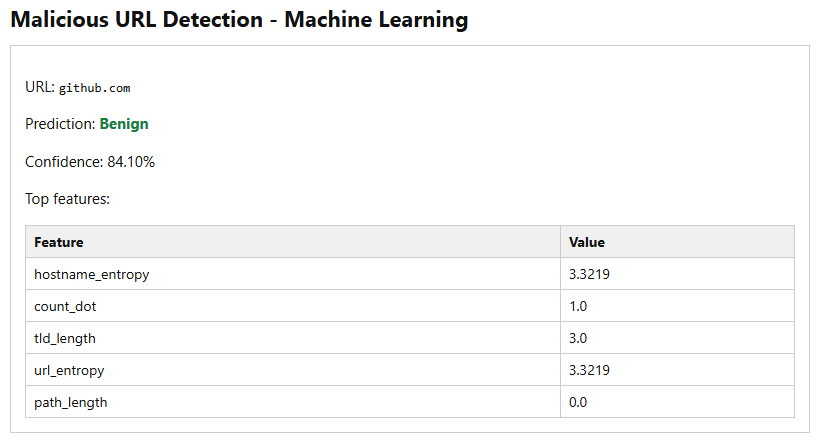 Malicious URL Detection - Machine Learning
URL: github.com
Prediction: Benign
Confidence: 84.10%
Top features:
Feature Value
hostname_entropy 3.3219
count_dot 1.0
tld_length 3.0
url_entropy 3.3219
path_length 0.0